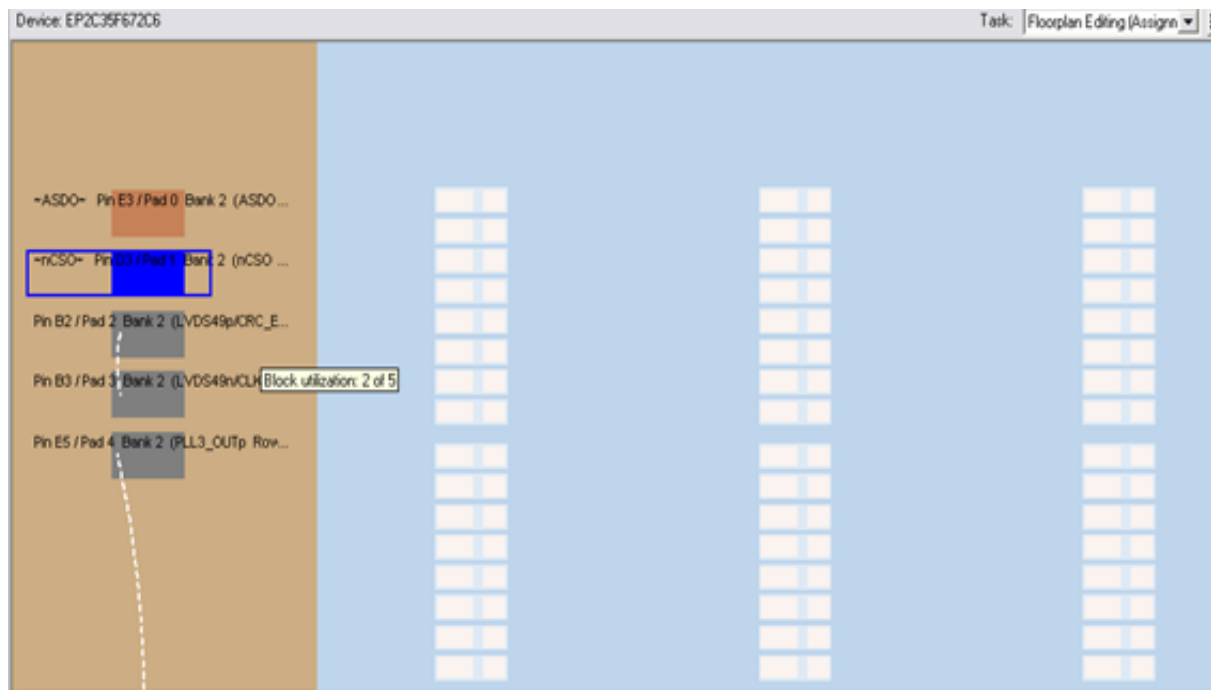 Device: EP2C35F672C6
Task: Floorplan Editing (Assignm
~ASDO~ Pin E3 / Pad 0 Bank 2 (ASDO ...
~nCSO~ Pin D3 / Pad 1 Bank 2 (nCSO ...
Pin B2 / Pad 2 Bank 2 (LVDS49p/CRC_E...
Pin B3 / Pad 3 Bank 2 (LVDS49n/CLK
Block utilization: 2 of 5
Pin E5 / Pad 4 Bank 2 (PLL3_OUTp Row...